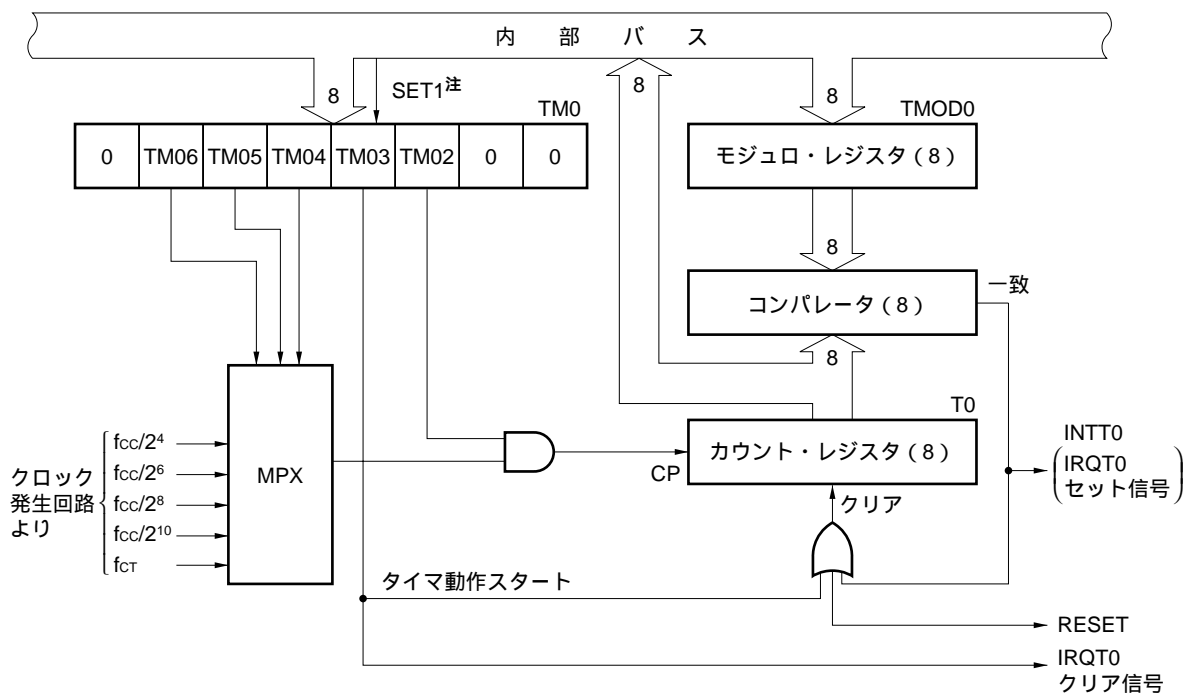 内 部 バ ス
8
SET1注
8
8
TM0
TMOD0
0 TM06 TM05 TM04 TM03 TM02 0 0
モジュロ・レジスタ(8)
8
コンパレータ(8)
一致
8
T0
カウント・レジスタ(8)
CP
クリア
INTT0
IRQT0
セット信号
クロック
発生回路
より
fCC/2⁴
fCC/2⁶
fCC/2⁸
fCC/2¹⁰
fCT
MPX
タイマ動作スタート
RESET
IRQT0
クリア信号